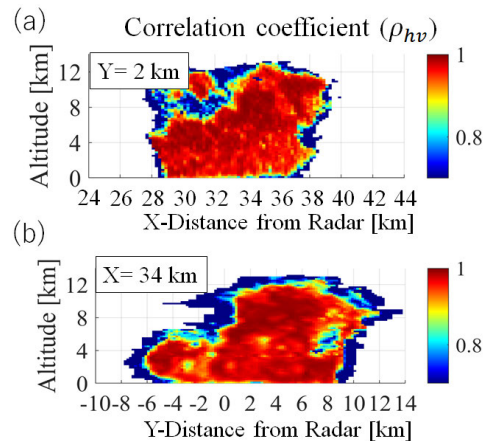 (a) Correlation coefficient (ρhv)
Y= 2 km
Altitude [km]
12
8
4
0
24 26 28 30 32 34 36 38 40 42 44
X-Distance from Radar [km]
1
0.8
(b)
X= 34 km
Altitude [km]
12
8
4
0
-10 -8 -6 -4 -2 0 2 4 6 8 10 12 14
Y-Distance from Radar [km]
1
0.8